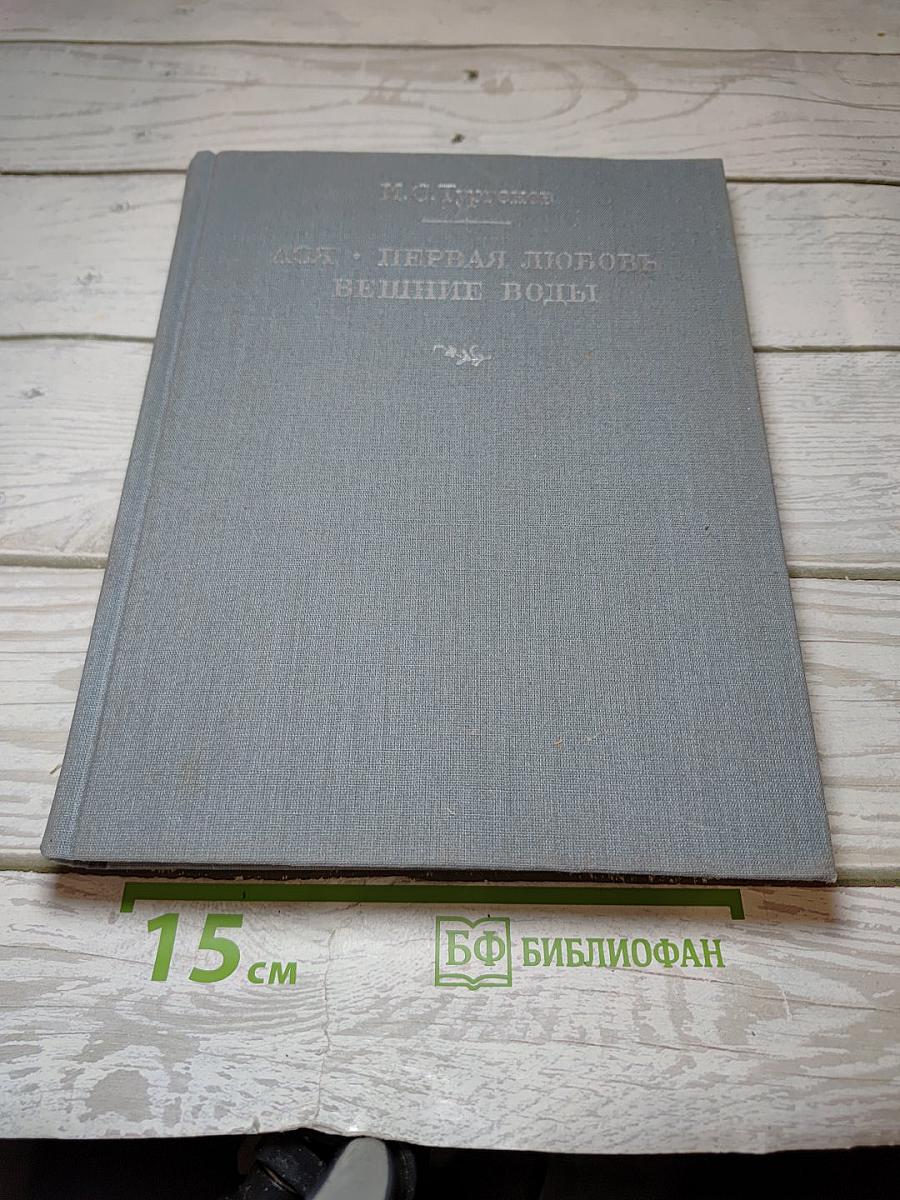 И. С. Тургенев
АСЯ • ПЕРВАЯ ЛЮБОВЬ
ВЕШНИЕ ВОДЫ
15 см
БФ БИБЛИОФАН